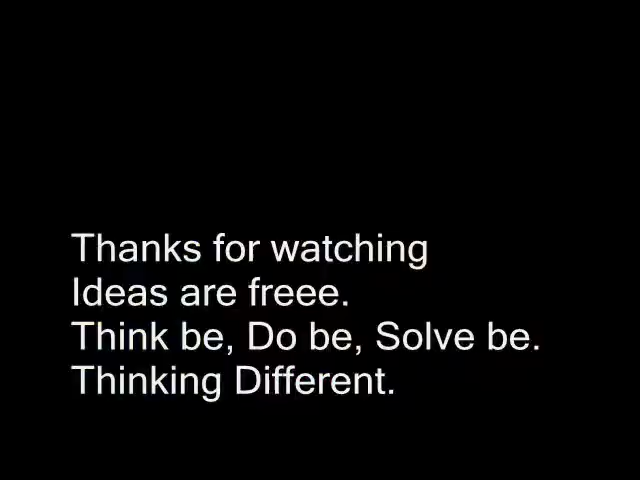 Thanks for watching
Ideas are freee.
Think be, Do be, Solve be.
Thinking Different.